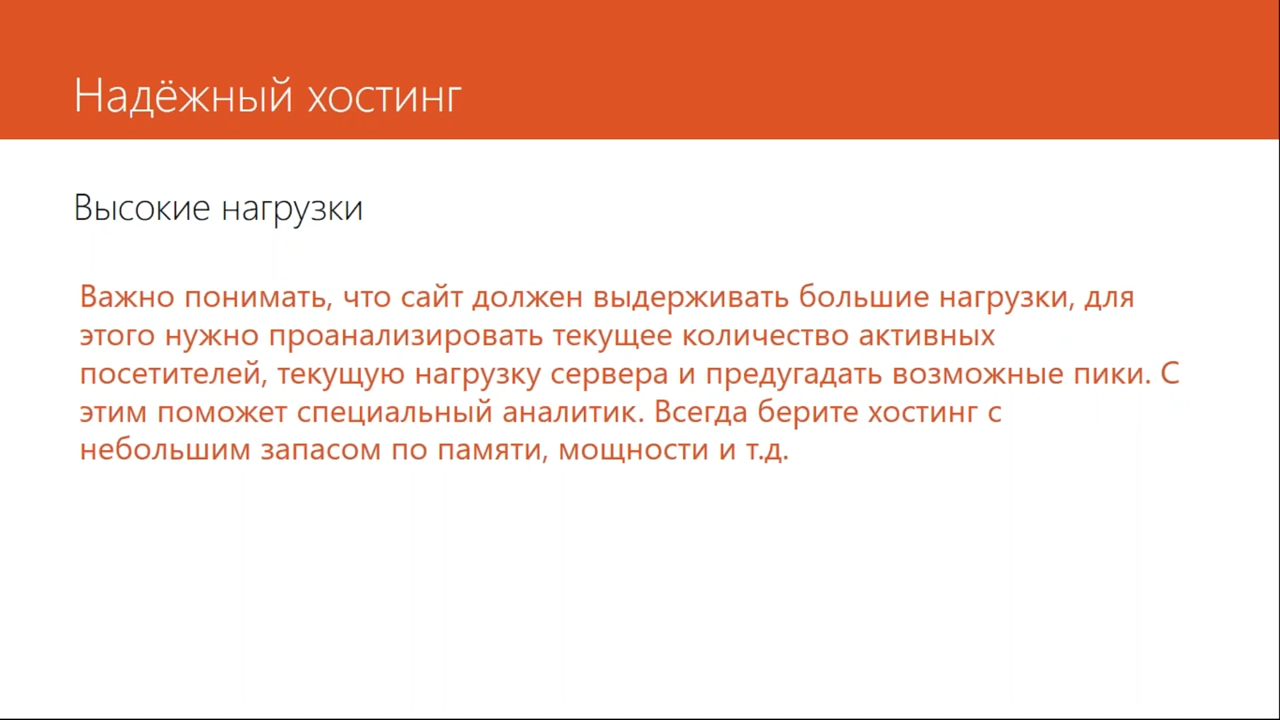 Надёжный хостинг
Высокие нагрузки
Важно понимать, что сайт должен выдерживать большие нагрузки, для
этого нужно проанализировать текущее количество активных
посетителей, текущую нагрузку сервера и предугадать возможные пики. С
этим поможет специальный аналитик. Всегда берите хостинг с
небольшим запасом по памяти, мощности и т.д.